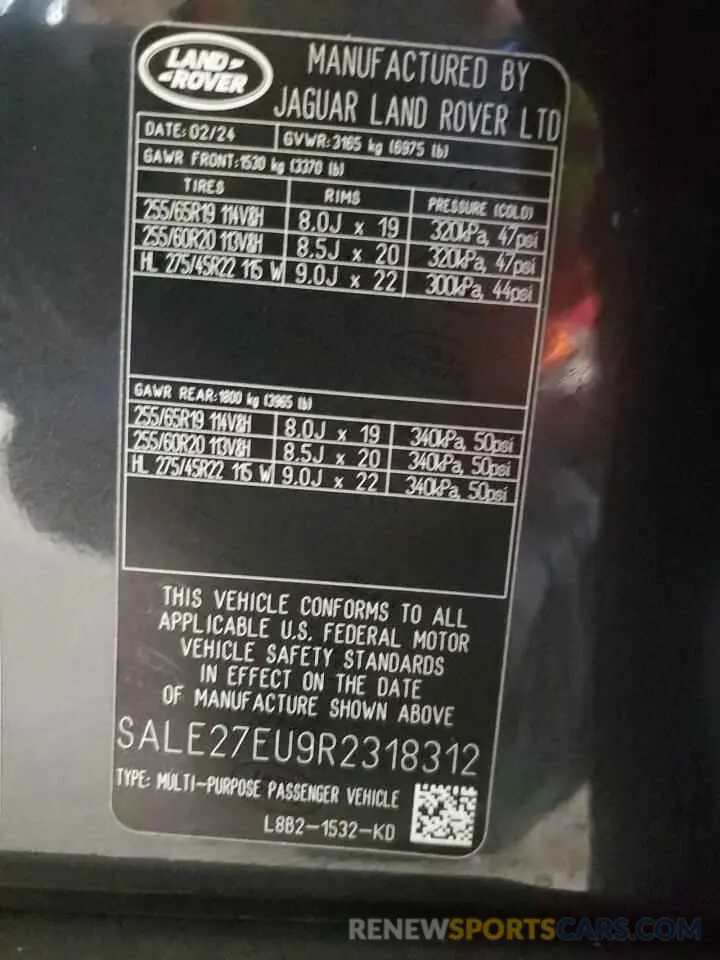 LAND ROVER
MANUFACTURED BY
JAGUAR LAND ROVER LTD
DATE: 02/24 GVWR: 3165 kg (6975 lb)
GAWR FRONT: 1530 kg (3370 lb)
TIRES RIMS PRESSURE (COLD)
255/65R19 114V&H 8.0J x 19 320kPa, 47psi
255/60R20 113V&H 8.5J x 20 320kPa, 47psi
HL 275/45R22 115 W 9.0J x 22 300kPa, 44psi
GAWR REAR: 1800 kg (3965 lb)
255/65R19 114V&H 8.0J x 19 340kPa, 50psi
255/60R20 113V&H 8.5J x 20 340kPa, 50psi
HL 275/45R22 115 W 9.0J x 22 340kPa, 50psi
THIS VEHICLE CONFORMS TO ALL
APPLICABLE U.S. FEDERAL MOTOR
VEHICLE SAFETY STANDARDS
IN EFFECT ON THE DATE
OF MANUFACTURE SHOWN ABOVE
SALE27EU9R2318312
TYPE: MULTI-PURPOSE PASSENGER VEHICLE
L8B2-1532-KD
RENEWSPORTSCARS.COM